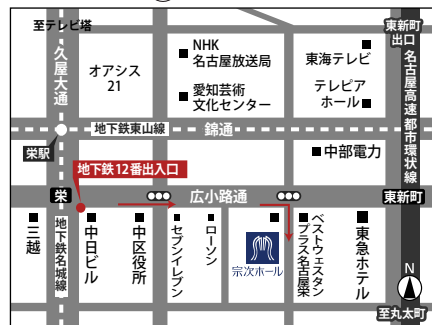 至テレビ塔
久屋大通
オアシス
21
NHK
名古屋放送局
愛知芸術
文化センター
東海テレビ
テレピア
ホール
東新町
出口
名古屋高速都市環状線
地下鉄東山線
錦通
栄駅
地下鉄12番出入口
中部電力
栄
広小路通
東新町
三越
地下鉄名城線
中日ビル
中区役所
セブンイレブン
ローソン
宗次ホール
ベストウェスタン
プラス名古屋栄
東急ホテル
N
至丸太町